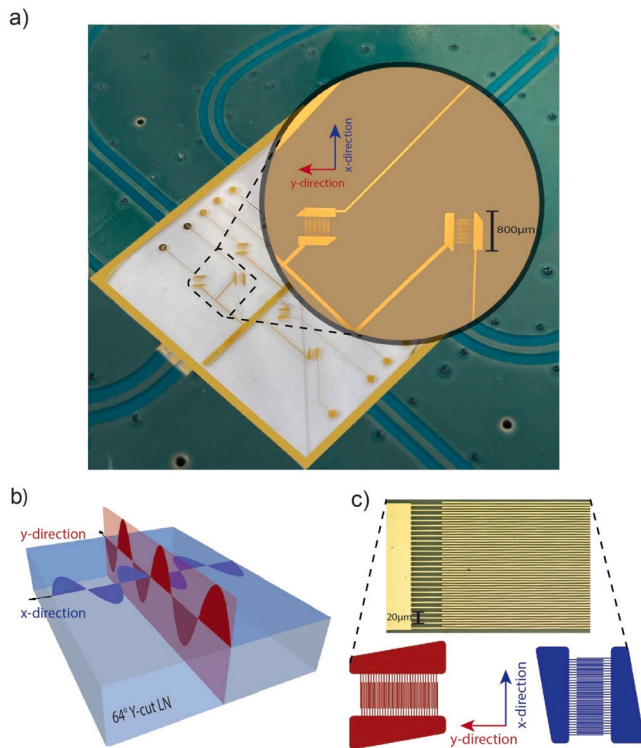 a)
x-direction
y-direction
800μm
b)
y-direction
x-direction
64° Y-cut LN
c)
20μm
x-direction
y-direction